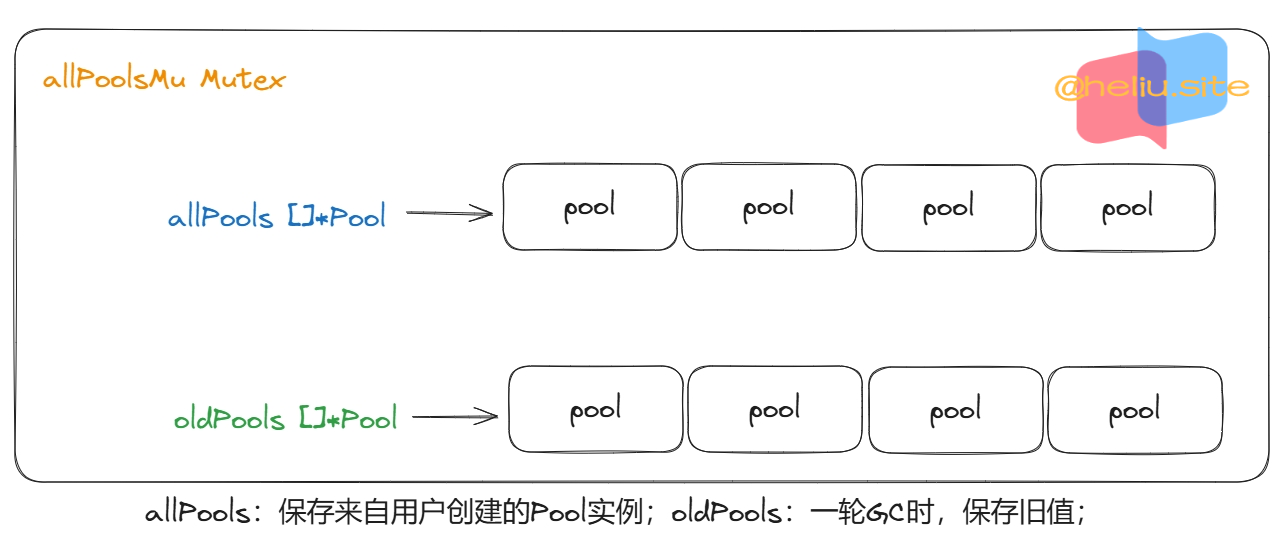 allPoolsMu Mutex
@heliu.site
allPools []*Pool
pool
pool
pool
pool
oldPools []*Pool
pool
pool
pool
pool
allPools：保存来自用户创建的Pool实例；oldPools：一轮GC时，保存旧值；